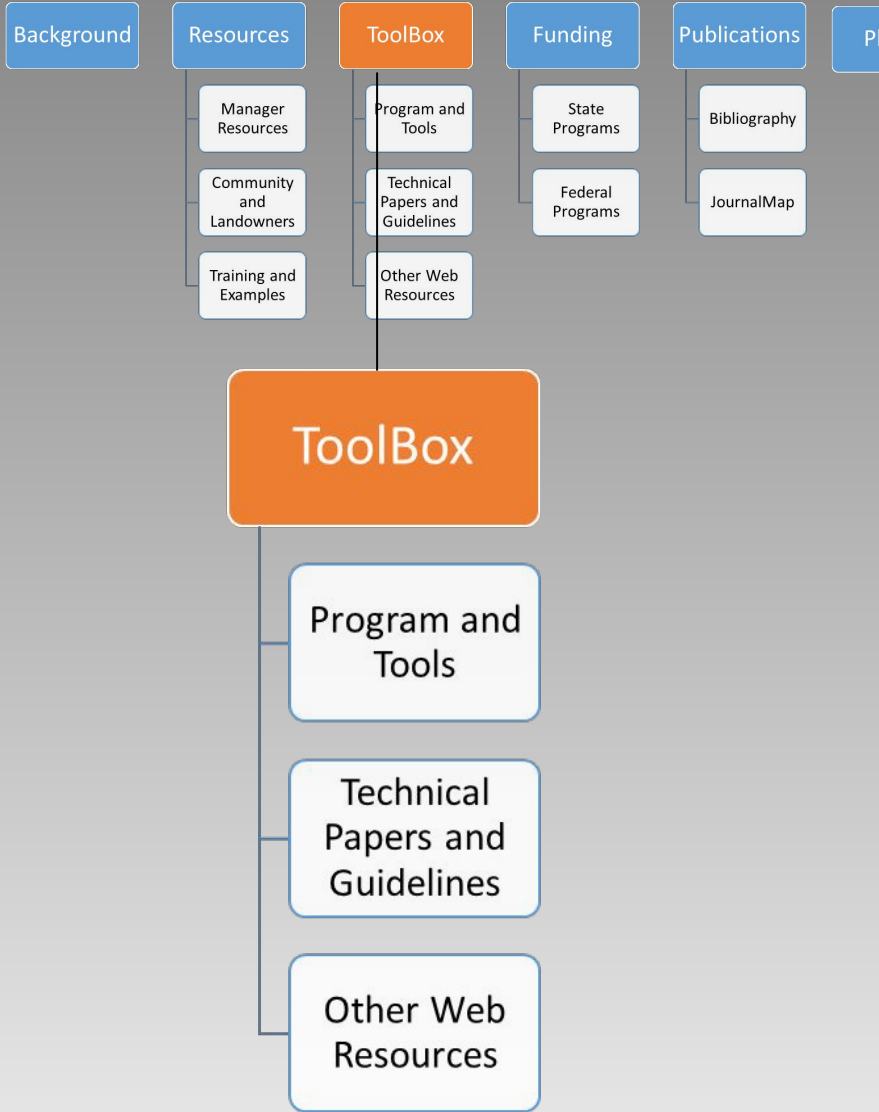 Background
Resources
ToolBox
Funding
Publications
Manager
Resources
Community
and
Landowners
Training and
Examples
Program and
Tools
Technical
Papers and
Guidelines
Other Web
Resources
State
Programs
Federal
Programs
Bibliography
JournalMap
ToolBox
Program and
Tools
Technical
Papers and
Guidelines
Other Web
Resources